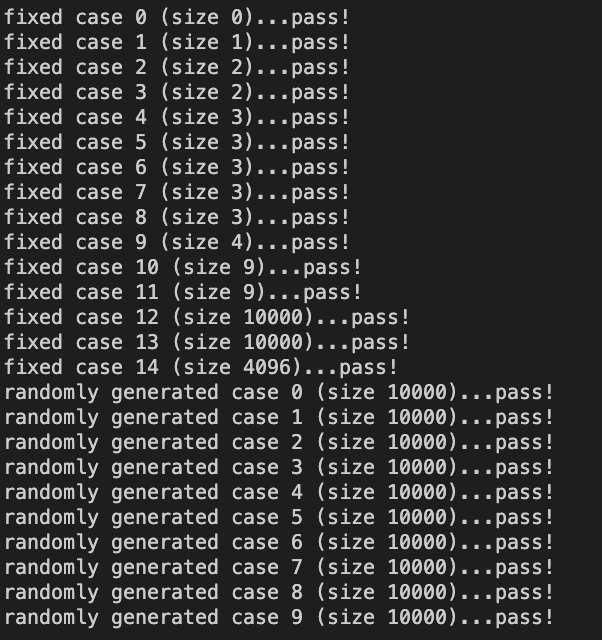 fixed case 0 (size 0)...pass!
fixed case 1 (size 1)...pass!
fixed case 2 (size 2)...pass!
fixed case 3 (size 2)...pass!
fixed case 4 (size 3)...pass!
fixed case 5 (size 3)...pass!
fixed case 6 (size 3)...pass!
fixed case 7 (size 3)...pass!
fixed case 8 (size 3)...pass!
fixed case 9 (size 4)...pass!
fixed case 10 (size 9)...pass!
fixed case 11 (size 9)...pass!
fixed case 12 (size 10000)...pass!
fixed case 13 (size 10000)...pass!
fixed case 14 (size 4096)...pass!
randomly generated case 0 (size 10000)...pass!
randomly generated case 1 (size 10000)...pass!
randomly generated case 2 (size 10000)...pass!
randomly generated case 3 (size 10000)...pass!
randomly generated case 4 (size 10000)...pass!
randomly generated case 5 (size 10000)...pass!
randomly generated case 6 (size 10000)...pass!
randomly generated case 7 (size 10000)...pass!
randomly generated case 8 (size 10000)...pass!
randomly generated case 9 (size 10000)...pass!